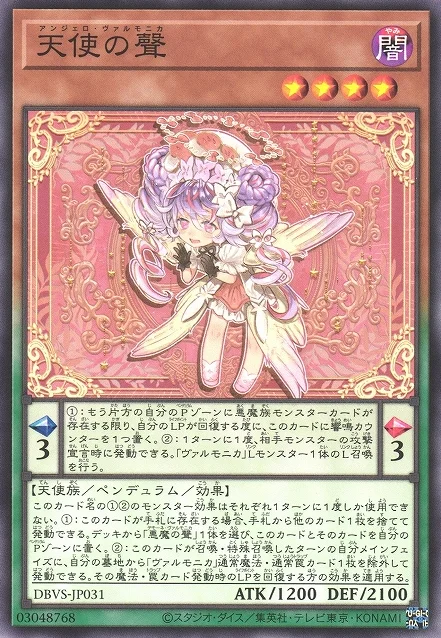 アンジェロ・ヴァルモニカ
天使の聲
やみ
闇
①:もう片方の自分のPゾーンに悪魔族モンスターカードが
存在する限り、自分のLPが回復する度に、このカードに響鳴カウ
ンターを1つ置く。②:1ターンに1度、相手モンスターの攻撃
宣言時に発動できる。「ヴァルモニカ」Lモンスター1体のL召喚
を行う。
3
3
【天使族/ペンデュラム/効果】
このカード名の①②のモンスター効果はそれぞれ1ターンに1度しか使用で
きない。①:このカードが手札に存在する場合、手札から他のカード1枚を捨て
て発動できる。デッキから「悪魔の聲」1体を選び、このカードとそのカードを自分の
Pゾーンに置く。②:このカードが召喚・特殊召喚したターンの自分メインフェ
イズに、自分の墓地から「ヴァルモニカ」通常魔法・通常罠カード1枚を除外して
発動できる。その魔法・罠カード発動時のLPを回復する方の効果を適用する。
DBVS-JP031
ATK/1200 DEF/2100
03048768
©スタジオ・ダイス/集英社・テレビ東京・KONAMI